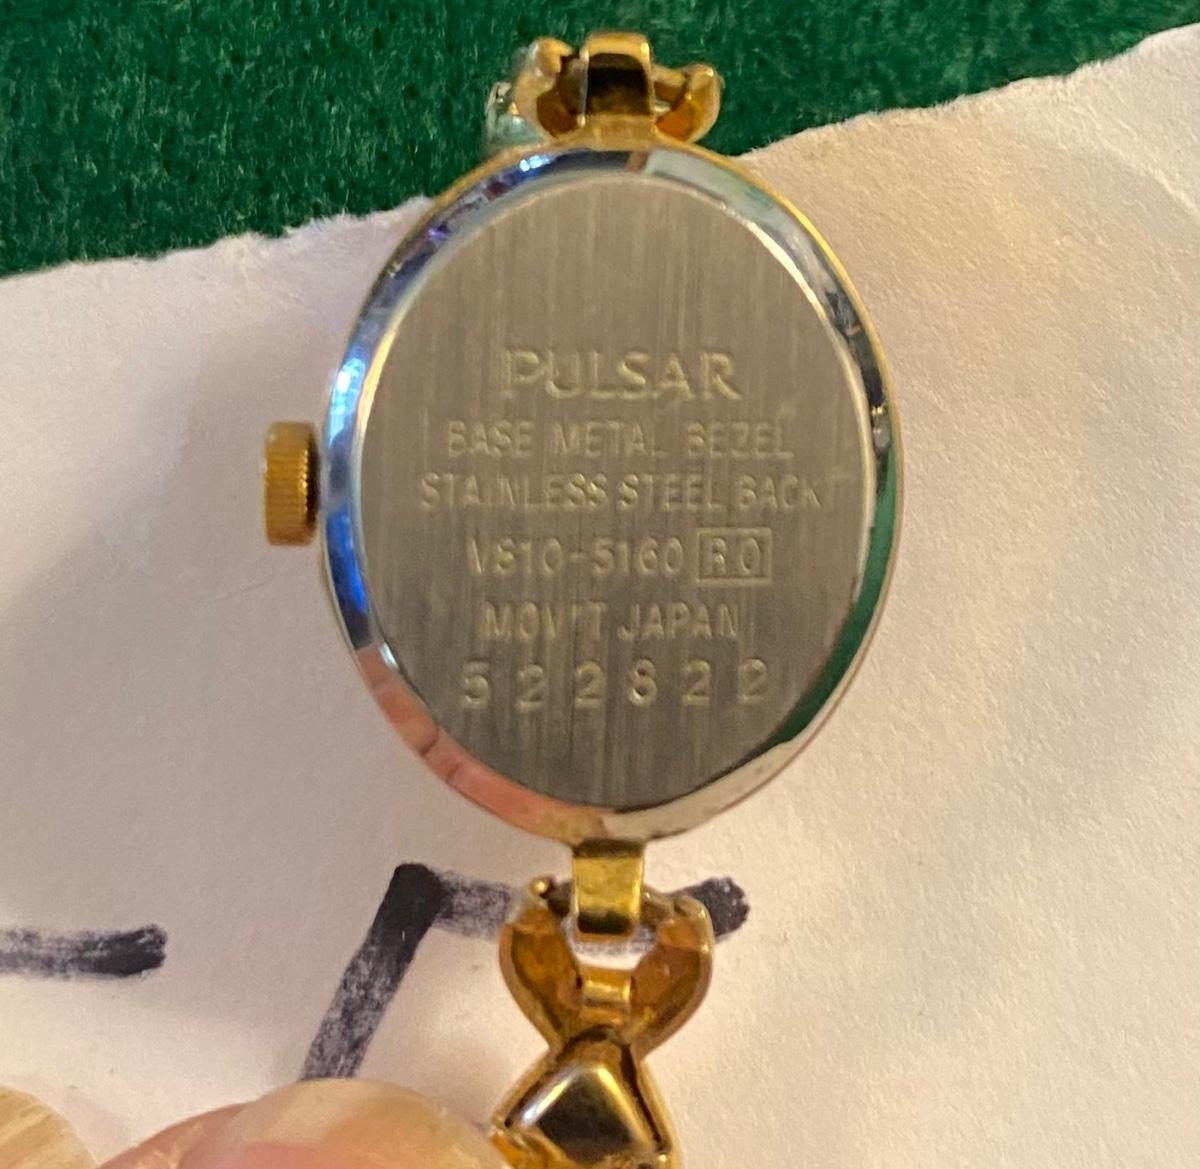 PULSAR
BASE METAL BEZEL
STAINLESS STEEL BACK
V810-5160 R0
MOV'T JAPAN
522822